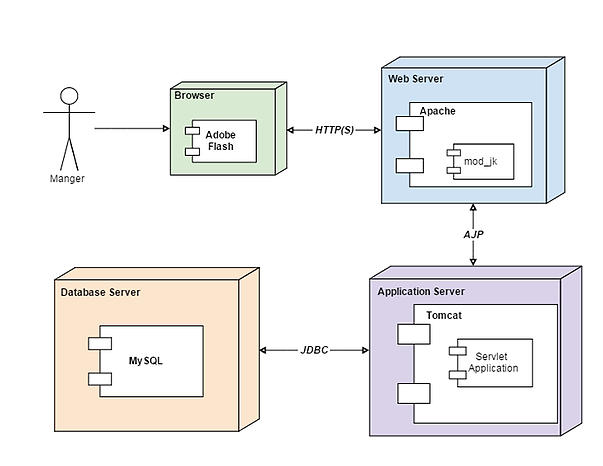 Web Server
Browser
Apache
Adobe
Flash
HTTP(S)
mod_jk
Manger
AJP
Database Server
Application Server
Tomcat
MySQL
JDBC
Servlet
Application